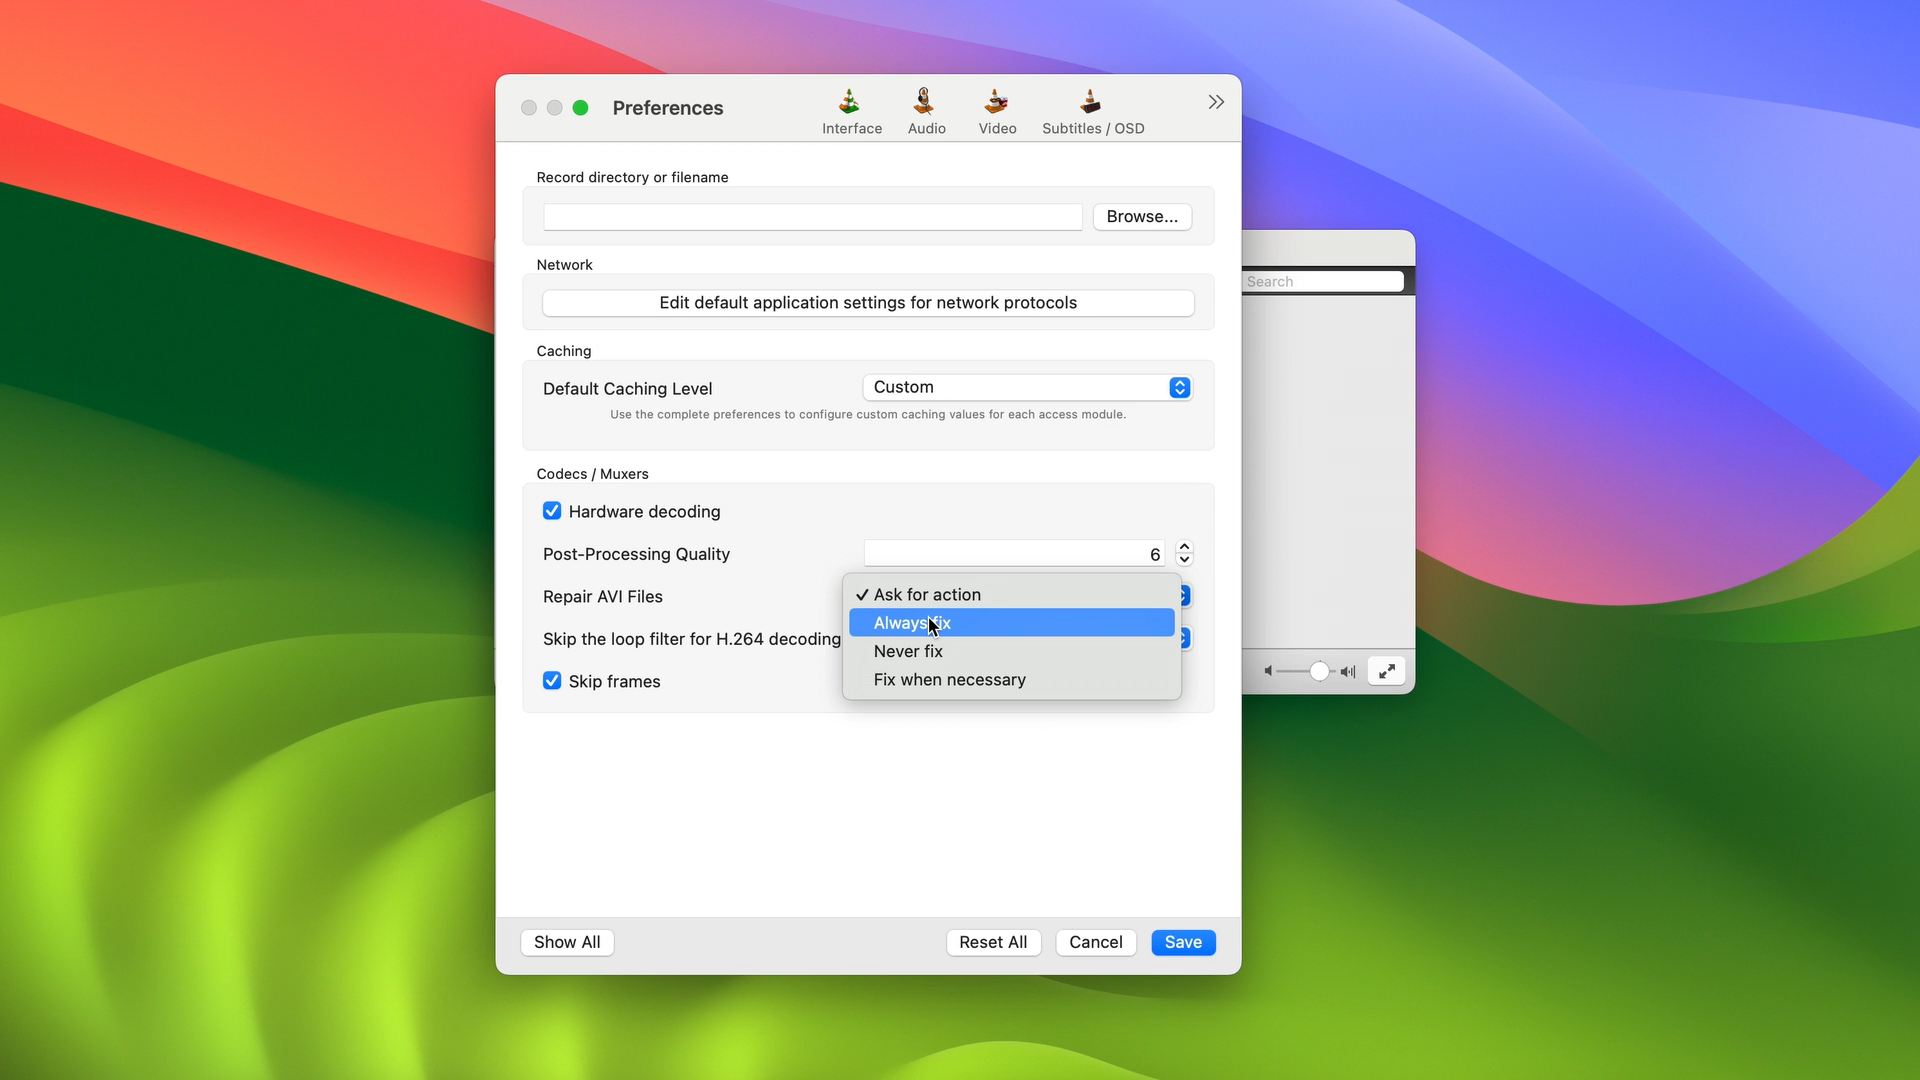 Preferences
Interface
Audio
Video
Subtitles / OSD
Record directory or filename
Browse...
Network
Search
Edit default application settings for network protocols
Caching
Default Caching Level
Custom
Use the complete preferences to configure custom caching values for each access module.
Codecs / Muxers
Hardware decoding
Post-Processing Quality
6
Repair AVI Files
Ask for action
Always fix
Skip the loop filter for H.264 decoding
Never fix
Skip frames
Fix when necessary
Show All
Reset All
Cancel
Save